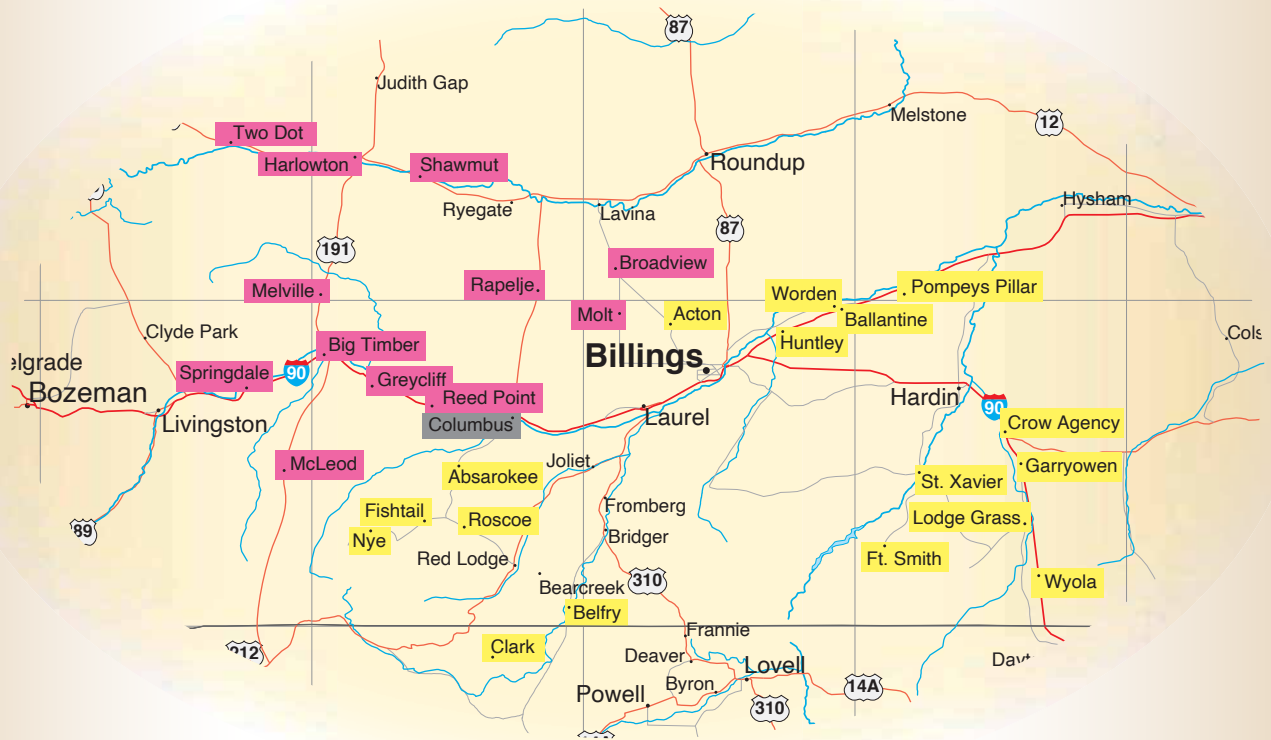 87
Judith Gap
Melstone
12
Two Dot
Harlowton
Shawmut
Roundup
Ryegate
Lavina
Hysham
87
191
Broadview
Rapelje
Melville
Pompeys Pillar
Worden
Molt
Acton
Ballantine
Clyde Park
Big Timber
Huntley
Billings
elgrade
Springdale
90
Greycliff
Bozeman
Reed Point
Hardin
90
Livingston
Columbus
Laurel
Crow Agency
McLeod
Joliet
Garryowen
Absarokee
St. Xavier
Fromberg
Fishtail
Roscoe
Lodge Grass
89
Nye
Bridger
Red Lodge
Ft. Smith
Bearcreek
310
Wyola
Belfry
Frannie
Clark
212
Deaver
Lovell
Byron
14A
Powell
310